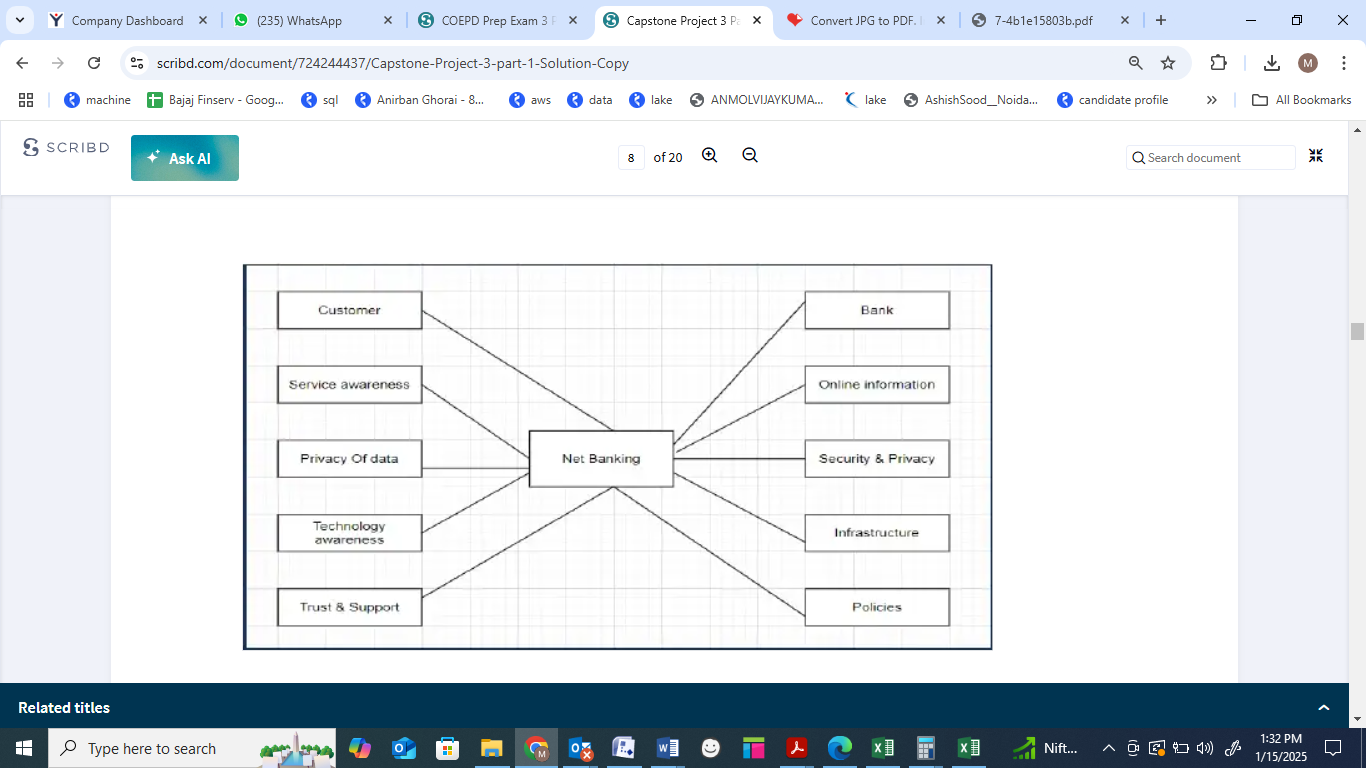 Company Dashboard
(235) WhatsApp
COEPD Prep Exam 3 F
Capstone Project 3 Pa
Convert JPG to PDF.
7-4b1e15803b.pdf
scribd.com/document/724244437/Capstone-Project-3-part-1-Solution-Copy
M
machine
Bajaj Finserv - Goog...
sql
Anirban Ghorai - 8...
aws
data
lake
ANMOLVIJAYKUMA...
lake
AshishSood__Noida...
candidate profile
»
All Bookmarks
SCRIBD
Ask AI
8 of 20
Search document
Customer
Bank
Service awareness
Online information
Privacy Of data
Net Banking
Security & Privacy
Technology
awareness
Infrastructure
Trust & Support
Policies
Related titles
Type here to search
Nift...
1:32 PM
1/15/2025